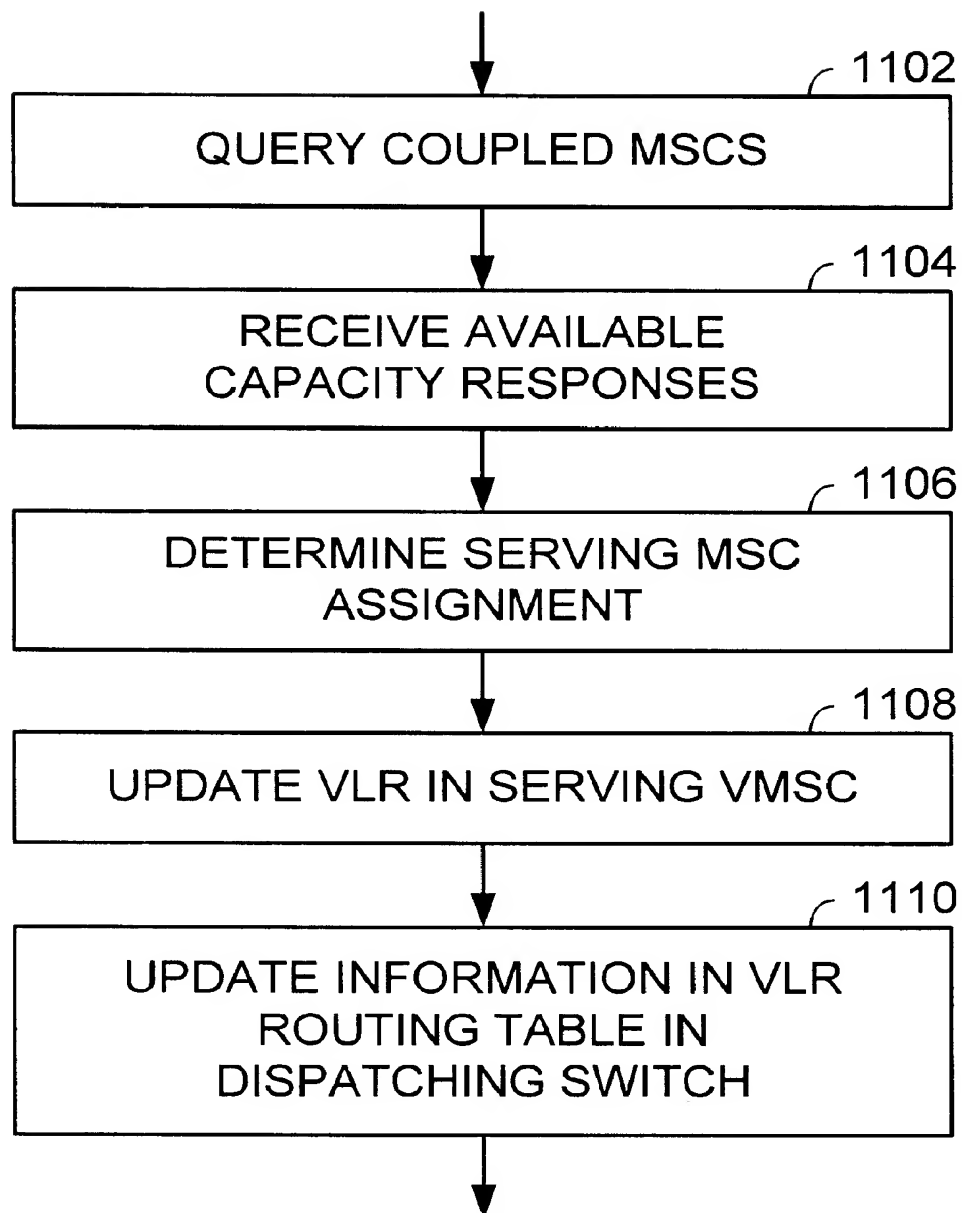 1102
QUERY COUPLED MSCS
1104
RECEIVE AVAILABLE
CAPACITY RESPONSES
1106
DETERMINE SERVING MSC
ASSIGNMENT
1108
UPDATE VLR IN SERVING VMSC
1110
UPDATE INFORMATION IN VLR
ROUTING TABLE IN
DISPATCHING SWITCH